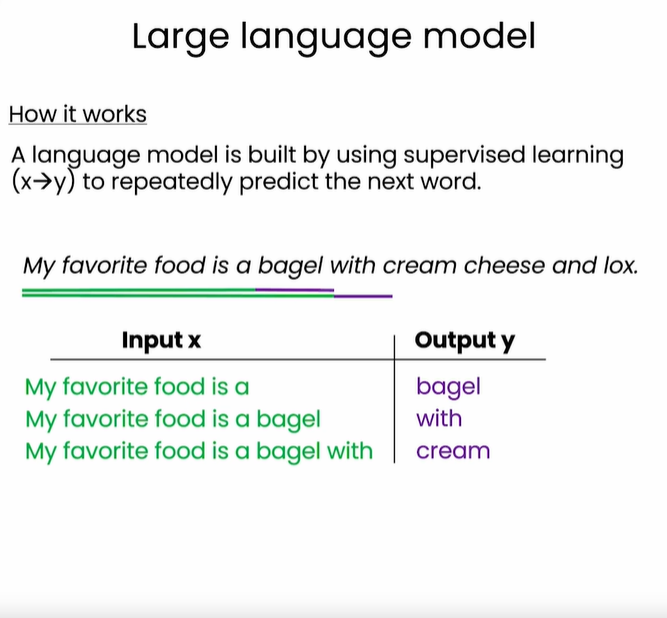 Large language model
How it works
A language model is built by using supervised learning
(x→y) to repeatedly predict the next word.
My favorite food is a bagel with cream cheese and lox.
Input x Output y
My favorite food is a bagel
My favorite food is a bagel with
My favorite food is a bagel with cream